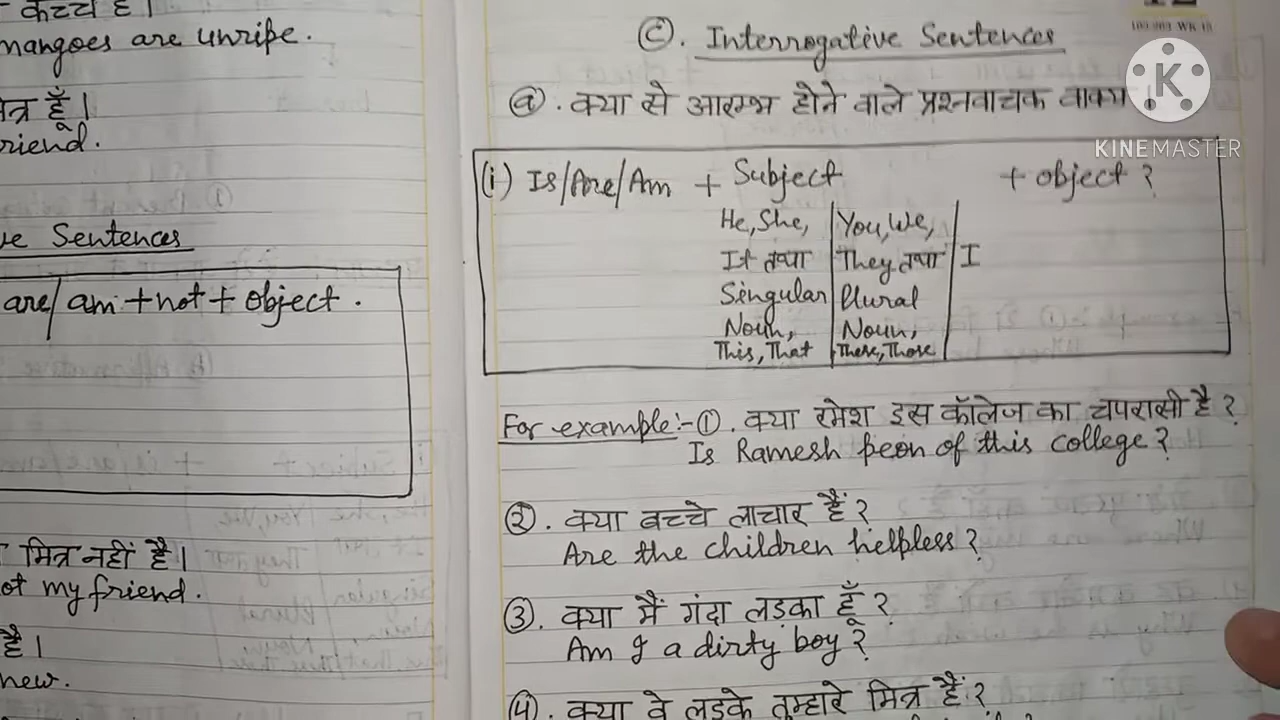 कच्चे हैं।
mangoes are unripe.
मित्र हूँ।
friend.
ve Sentences
are/am + not + object.
मित्र नहीं है।
ot my friend.
है।
new.
Ⓒ. Interrogative Sentences
ⓐ. क्या से आरम्भ होने वाले प्रश्नवाचक वाक्य
KINEMASTER
(i) Is/Are/Am + Subject + object?
He, She, You, We,
It तथा They तथा I
Singular Plural
Noun, Noun,
This, That These, Those
For example:- ①. क्या रमेश इस कॉलेज का चपरासी है?
Is Ramesh peon of this college?
②. क्या बच्चे लाचार हैं?
Are the children helpless?
③. क्या मैं गंदा लड़का हूँ?
Am I a dirty boy?
④. क्या वे लड़के तुम्हारे मित्र हैं?